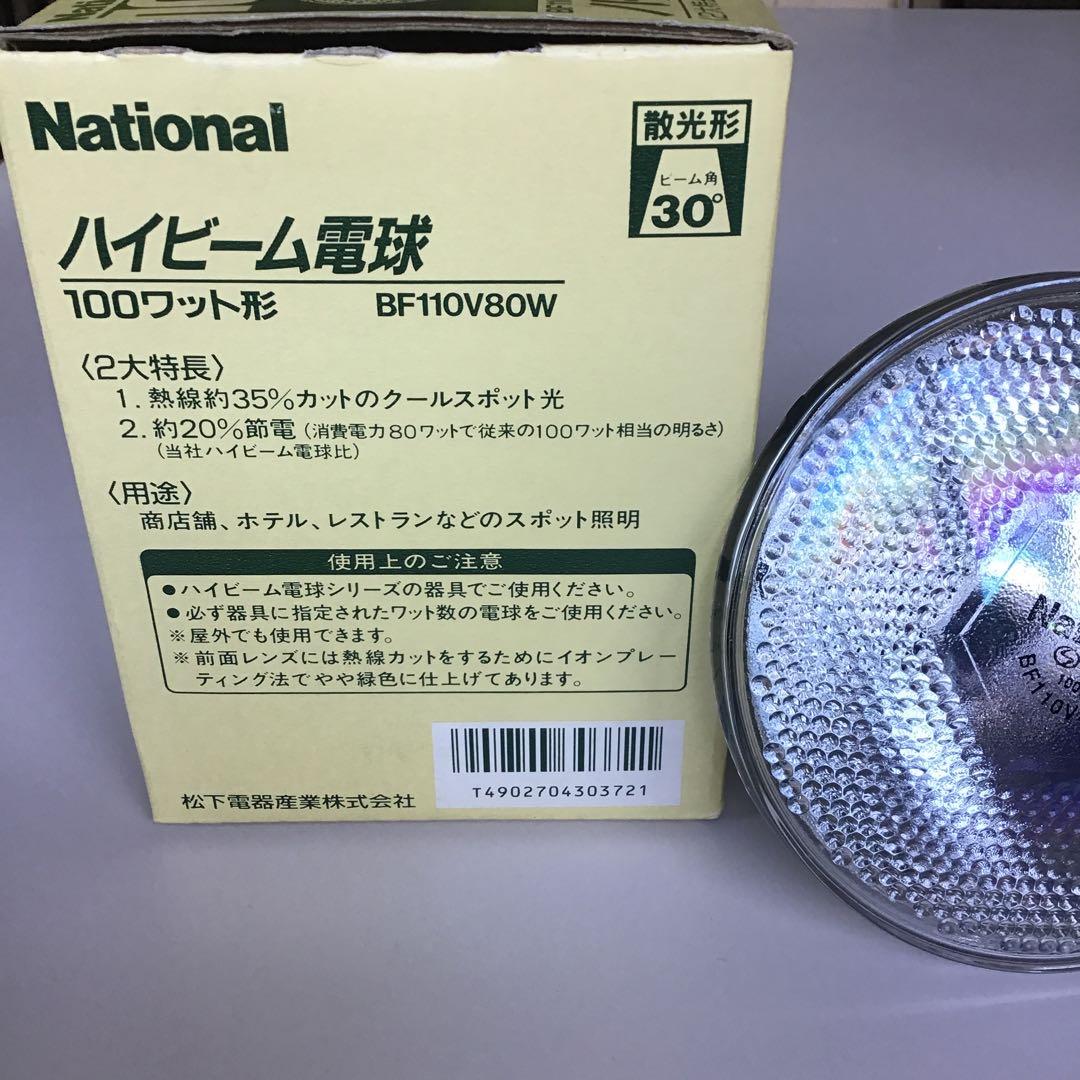 National
散光形
ビーム角
30°
ハイビーム電球
100ワット形 BF110V80W
〈2大特長〉
1. 熱線約35%カットのクールスポット光
2. 約20%節電(消費電力80ワットで従来の100ワット相当の明るさ)
(当社ハイビーム電球比)
〈用途〉
商店舗、ホテル、レストランなどのスポット照明
使用上のご注意
●ハイビーム電球シリーズの器具でご使用ください。
●必ず器具に指定されたワット数の電球をご使用ください。
※屋外でも使用できます。
※前面レンズには熱線カットをするためにイオンプレー
ティング法でやや緑色に仕上げてあります。
T4902704303721
松下電器産業株式会社
Na
100
BF110V